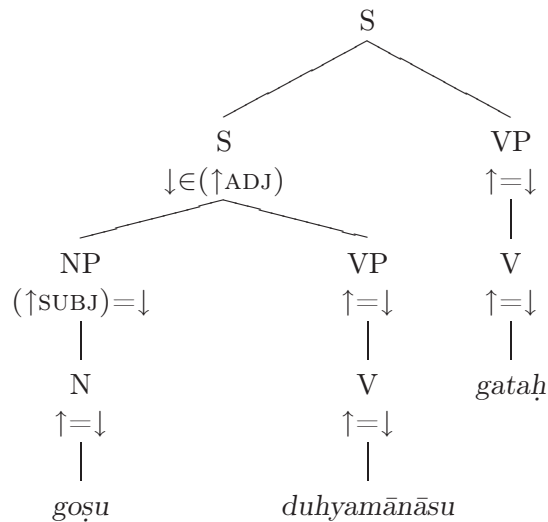 S
S VP
↓∈(↑ADJ) ↑=↓
NP VP V
(↑SUBJ)=↓ ↑=↓ ↑=↓
N V gataḥ
↑=↓ ↑=↓
goṣu duhyamānāsu